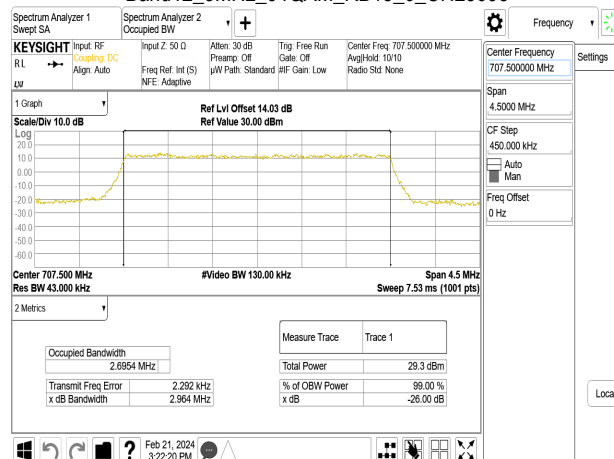 Spectrum Analyzer 1
Swept SA
Spectrum Analyzer 2
Occupied BW
Frequency
KEYSIGHT
RL
Input: RF
Coupling: DC
Align: Auto
Input Z: 50 Ω
Freq Ref: Int (S)
NFE: Adaptive
Atten: 30 dB
Preamp: Off
µW Path: Standard
Trig: Free Run
Gate: Off
#IF Gain: Low
Center Freq: 707.500000 MHz
Avg|Hold: 10/10
Radio Std: None
Center Frequency
707.500000 MHz
Settings
Span
4.5000 MHz
CF Step
450.000 kHz
Auto
Man
Freq Offset
0 Hz
1 Graph
Scale/Div 10.0 dB
Ref Lvl Offset 14.03 dB
Ref Value 30.00 dBm
Log
20.0
10.0
0.00
-10.0
-20.0
-30.0
-40.0
-50.0
-60.0
Center 707.500 MHz
#Video BW 130.00 kHz
Span 4.5 MHz
Res BW 43.000 kHz
Sweep 7.53 ms (1001 pts)
2 Metrics
Occupied Bandwidth
2.6954 MHz
Transmit Freq Error 2.292 kHz
x dB Bandwidth 2.964 MHz
Measure Trace Trace 1
Total Power 29.3 dBm
% of OBW Power 99.00 %
x dB -26.00 dB
Loca
Feb 21, 2024
3:22:20 PM